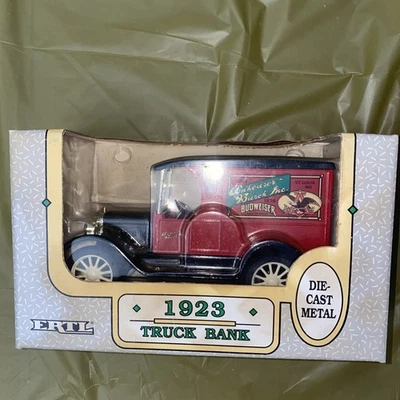 Anheuser-
Busch Inc.
BUDWEISER
1923
TRUCK BANK
ERTL
DIE-
CAST
METAL